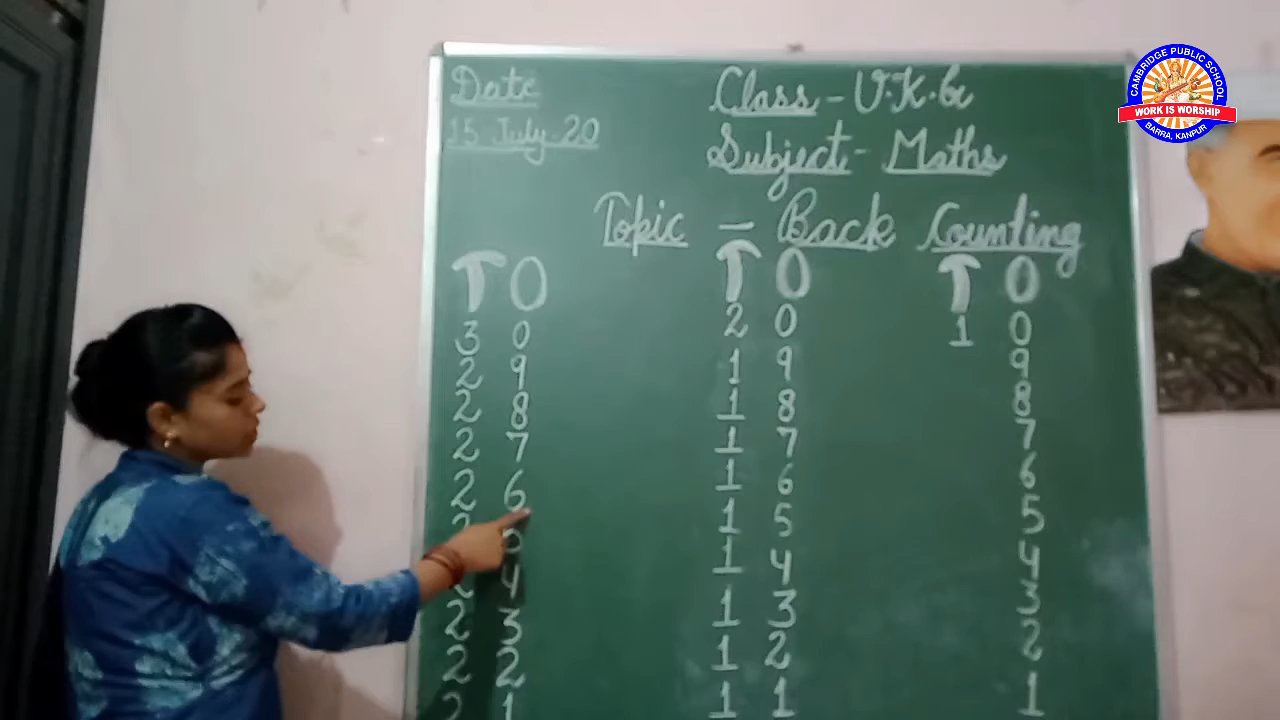 Date
Class - U.K.G
5 July-20
Subject - Maths
Topic - Back Counting
T O T O T O
3 0 2 0 1 0
2 9 1 9 9
2 8 1 8 8
2 7 1 7 7
2 6 1 6 6
2 5 1 5 5
2 4 1 4 4
2 3 1 3 3
2 2 1 2 2
2 1 1 1 1
CAMBRIDGE PUBLIC SCHOOL
WORK IS WORSHIP
BARRA, KANPUR